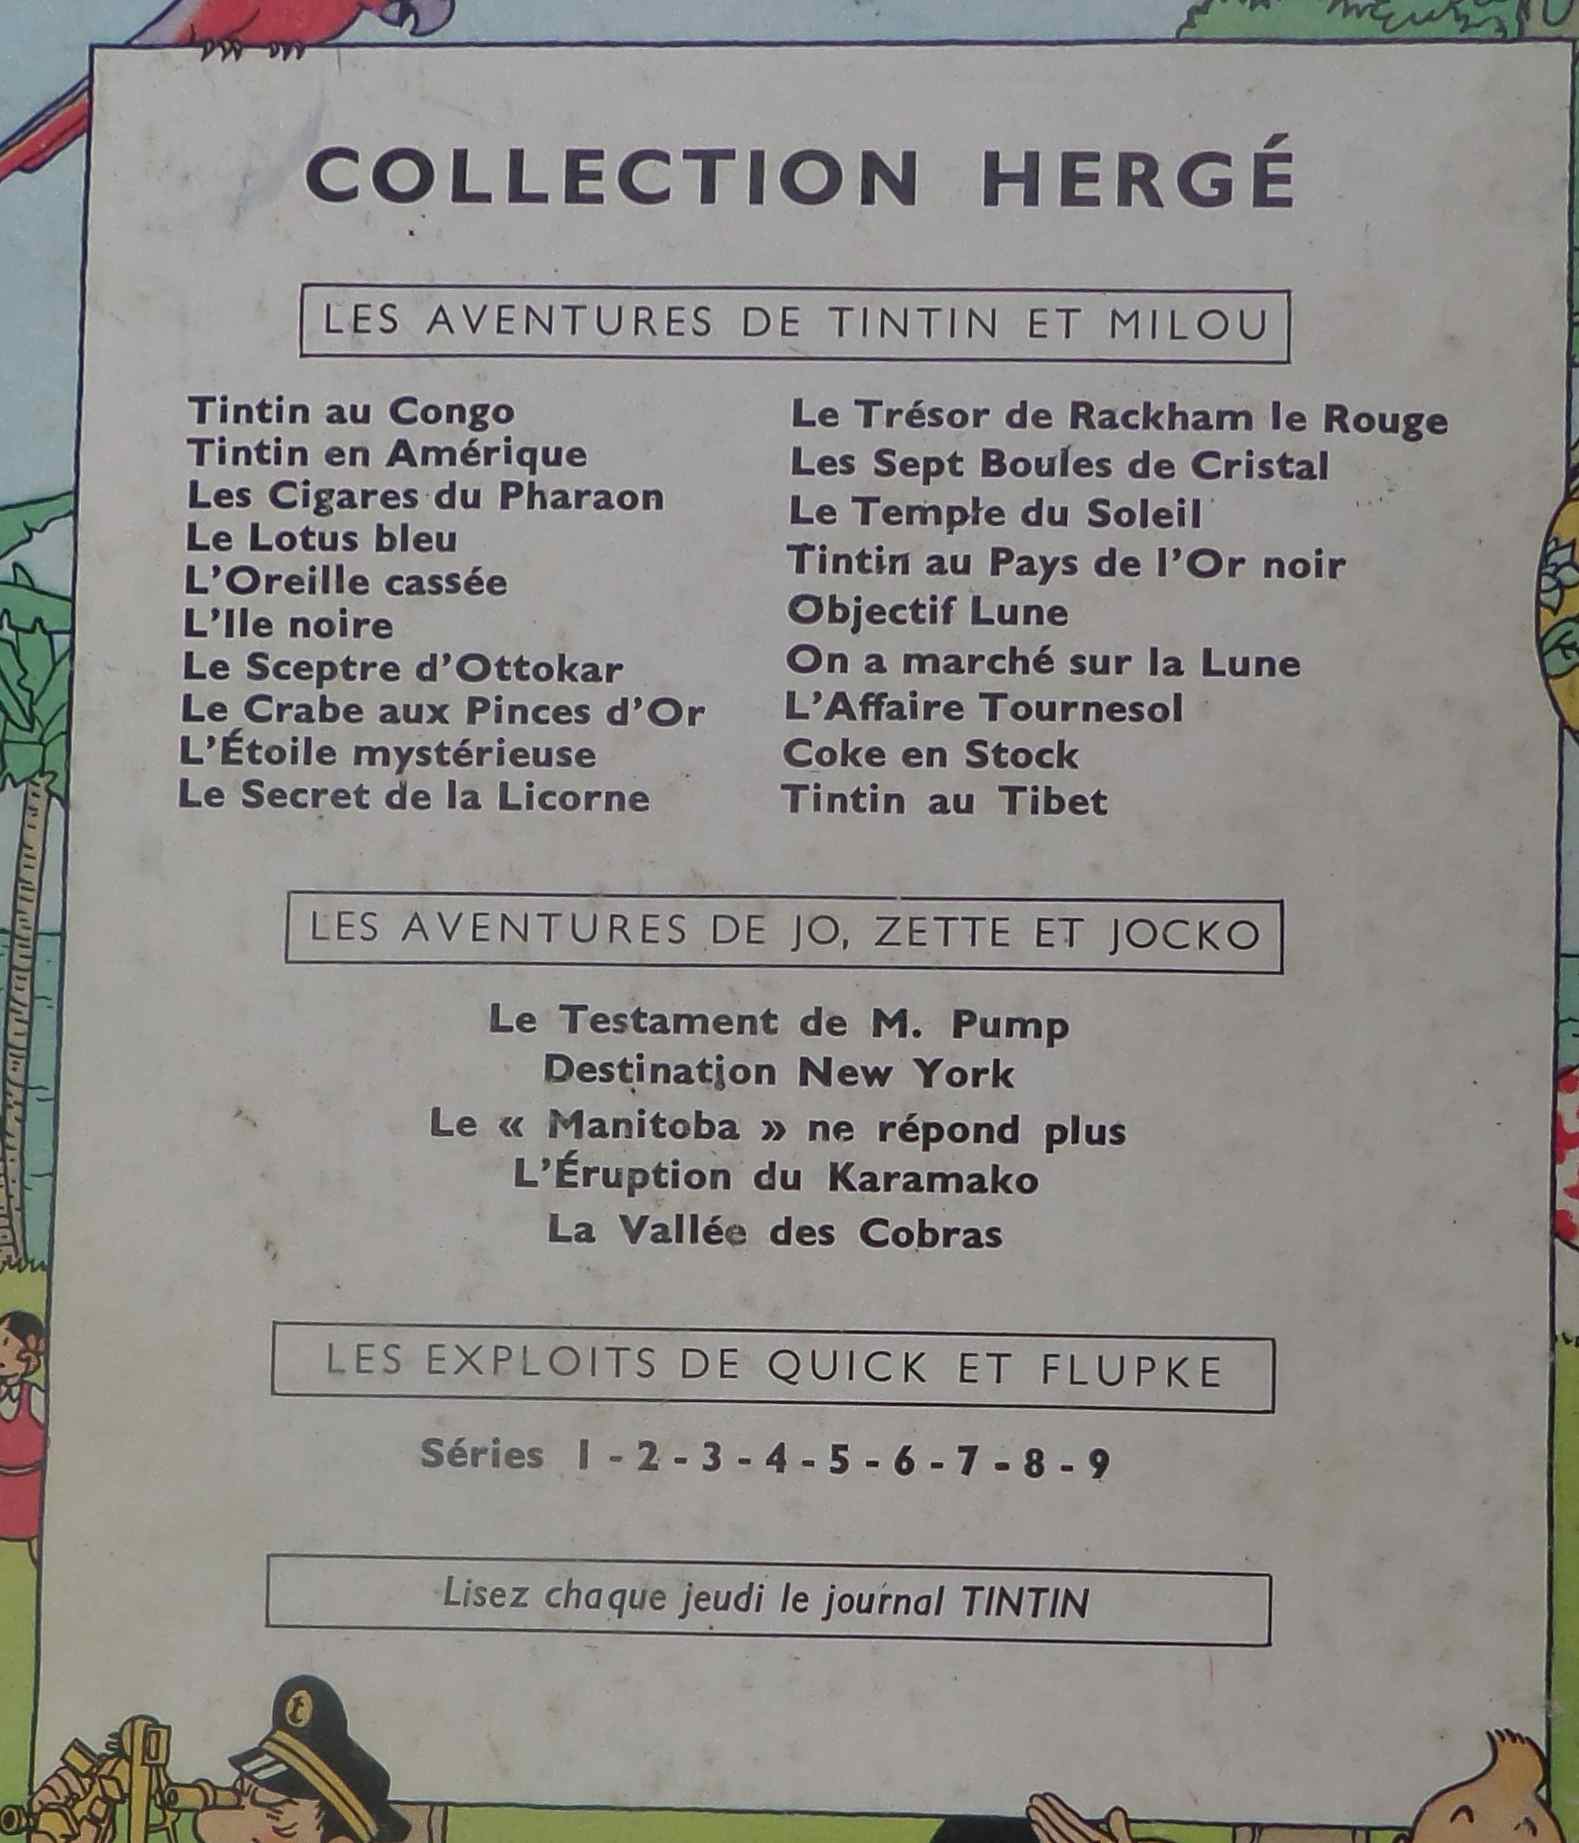 COLLECTION HERGÉ
LES AVENTURES DE TINTIN ET MILOU
Tintin au Congo
Tintin en Amérique
Les Cigares du Pharaon
Le Lotus bleu
L'Oreille cassée
L'Ile noire
Le Sceptre d'Ottokar
Le Crabe aux Pinces d'Or
L'Étoile mystérieuse
Le Secret de la Licorne
Le Trésor de Rackham le Rouge
Les Sept Boules de Cristal
Le Temple du Soleil
Tintin au Pays de l'Or noir
Objectif Lune
On a marché sur la Lune
L'Affaire Tournesol
Coke en Stock
Tintin au Tibet
LES AVENTURES DE JO, ZETTE ET JOCKO
Le Testament de M. Pump
Destination New York
Le « Manitoba » ne répond plus
L'Éruption du Karamako
La Vallée des Cobras
LES EXPLOITS DE QUICK ET FLUPKE
Séries 1 - 2 - 3 - 4 - 5 - 6 - 7 - 8 - 9
Lisez chaque jeudi le journal TINTIN
t